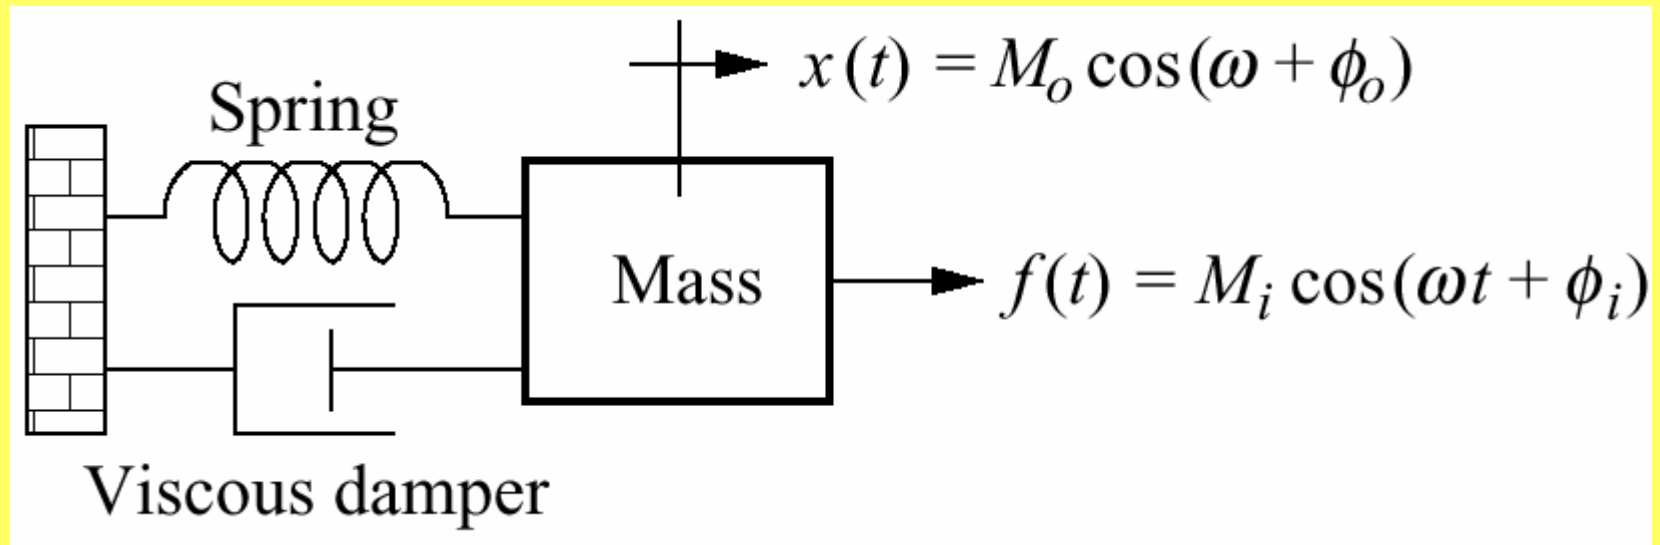 x(t) = M_o cos(ω + ϕ_o)
Spring
Mass
f(t) = M_i cos(ωt + ϕ_i)
Viscous damper